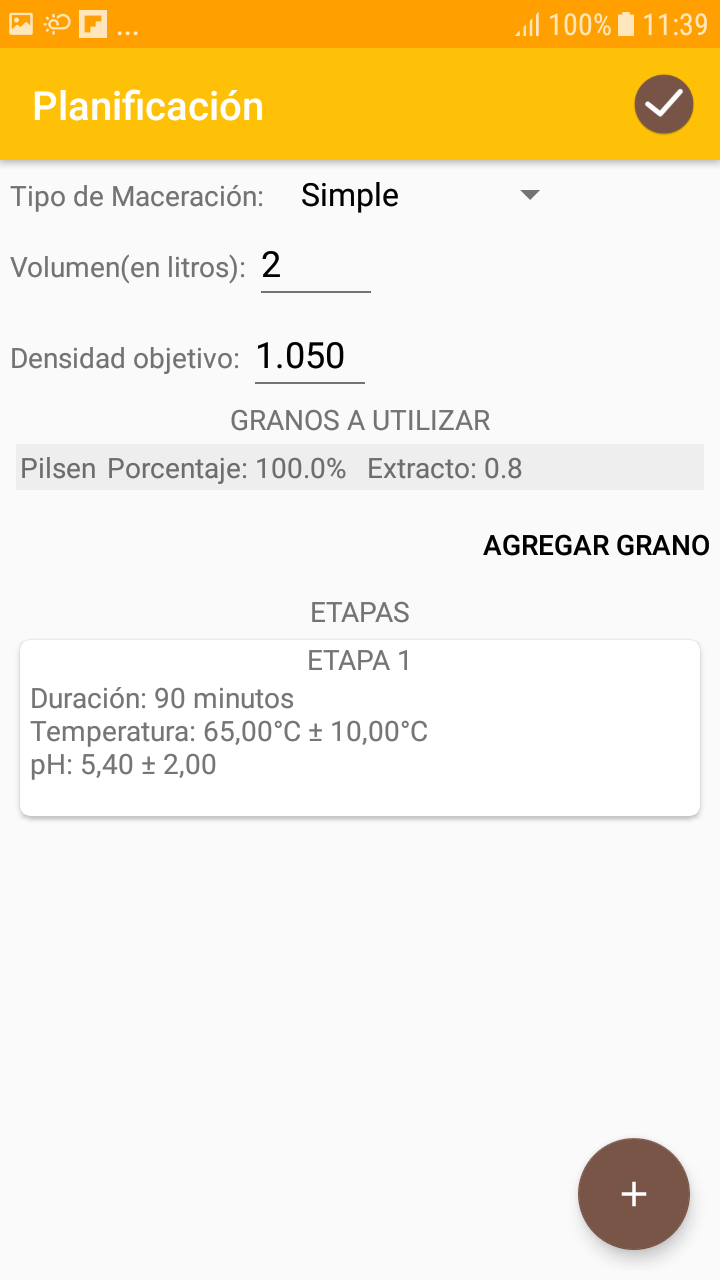 ... 100% 11:39
Planificación
Tipo de Maceración: Simple
Volumen(en litros): 2
Densidad objetivo: 1.050
GRANOS A UTILIZAR
Pilsen Porcentaje: 100.0% Extracto: 0.8
AGREGAR GRANO
ETAPAS
ETAPA 1
Duración: 90 minutos
Temperatura: 65,00°C ± 10,00°C
pH: 5,40 ± 2,00
+